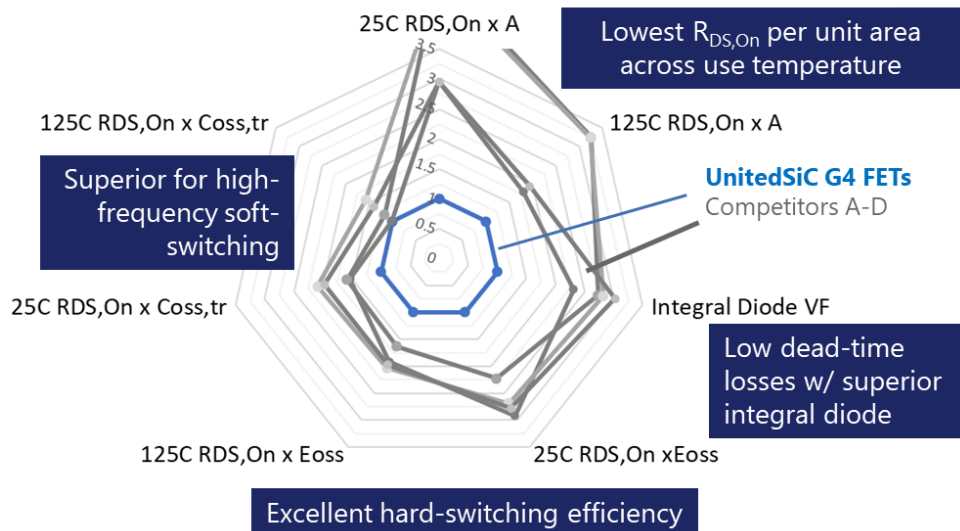 25C RDS,On x A
Lowest RDS,On per unit area
across use temperature
3.5
3
2.5
2
1.5
1
0.5
0
125C RDS,On x Coss,tr
125C RDS,On x A
Superior for high-
frequency soft-
switching
UnitedSiC G4 FETs
Competitors A-D
25C RDS,On x Coss,tr
Integral Diode VF
Low dead-time
losses w/ superior
integral diode
125C RDS,On x Eoss
25C RDS,On xEoss
Excellent hard-switching efficiency